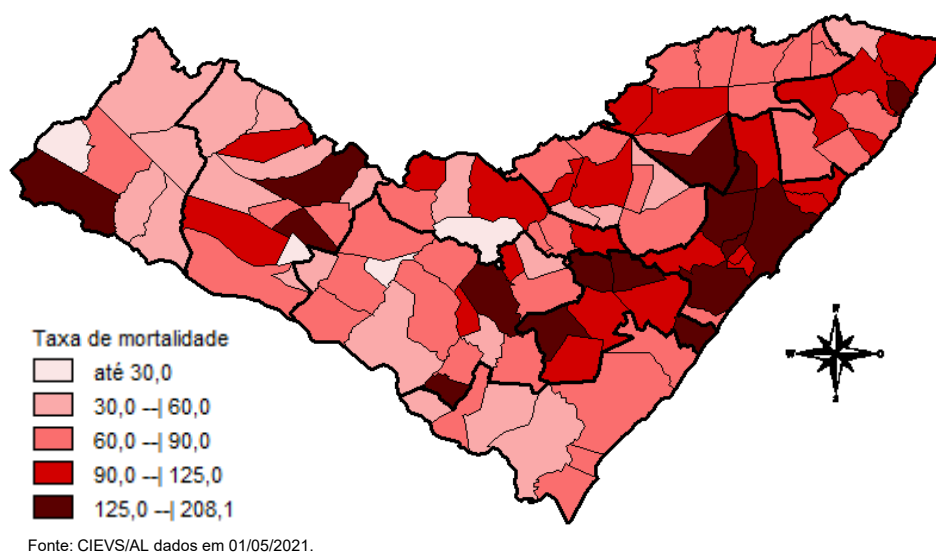 Taxa de mortalidade
até 30,0
30,0 --| 60,0
60,0 --| 90,0
90,0 --| 125,0
125,0 --| 208,1
Fonte: CIEVS/AL dados em 01/05/2021.